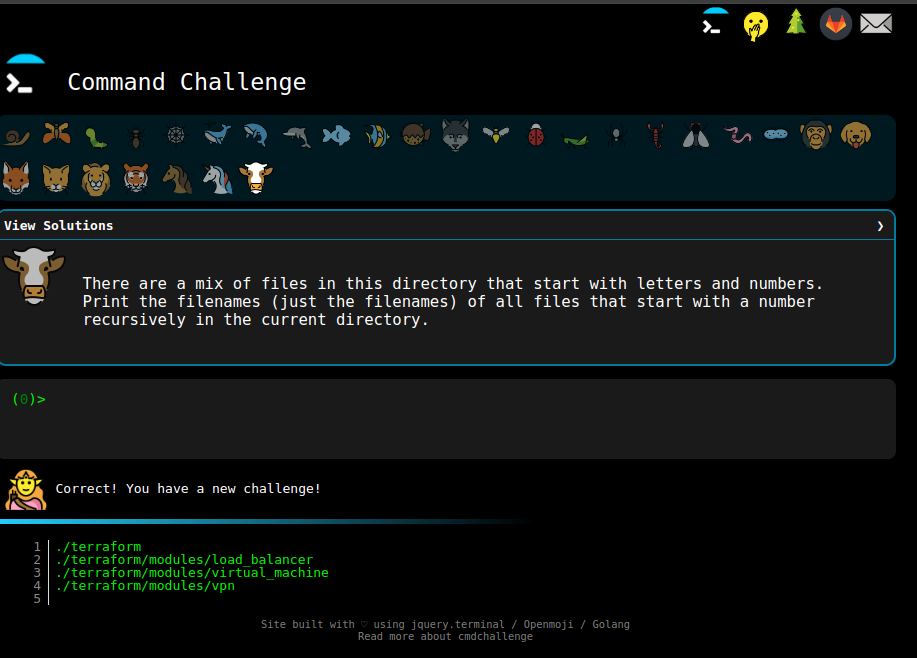 Command Challenge
View Solutions ❯
There are a mix of files in this directory that start with letters and numbers.
Print the filenames (just the filenames) of all files that start with a number
recursively in the current directory.
(0)>
Correct! You have a new challenge!
1 ./terraform
2 ./terraform/modules/load_balancer
3 ./terraform/modules/virtual_machine
4 ./terraform/modules/vpn
5
Site built with ♡ using jquery.terminal / Openmoji / Golang
Read more about cmdchallenge